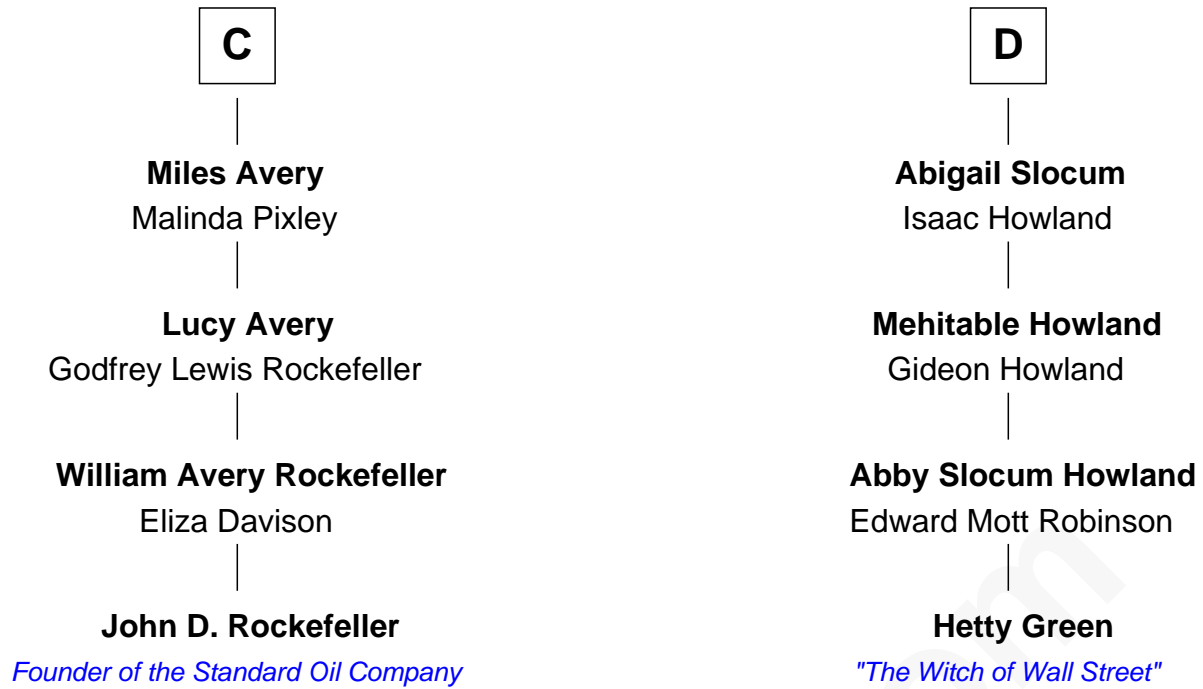 C
Miles Avery
Malinda Pixley
Lucy Avery
Godfrey Lewis Rockefeller
William Avery Rockefeller
Eliza Davison
John D. Rockefeller
Founder of the Standard Oil Company
D
Abigail Slocum
Isaac Howland
Mehitable Howland
Gideon Howland
Abby Slocum Howland
Edward Mott Robinson
Hetty Green
"The Witch of Wall Street"